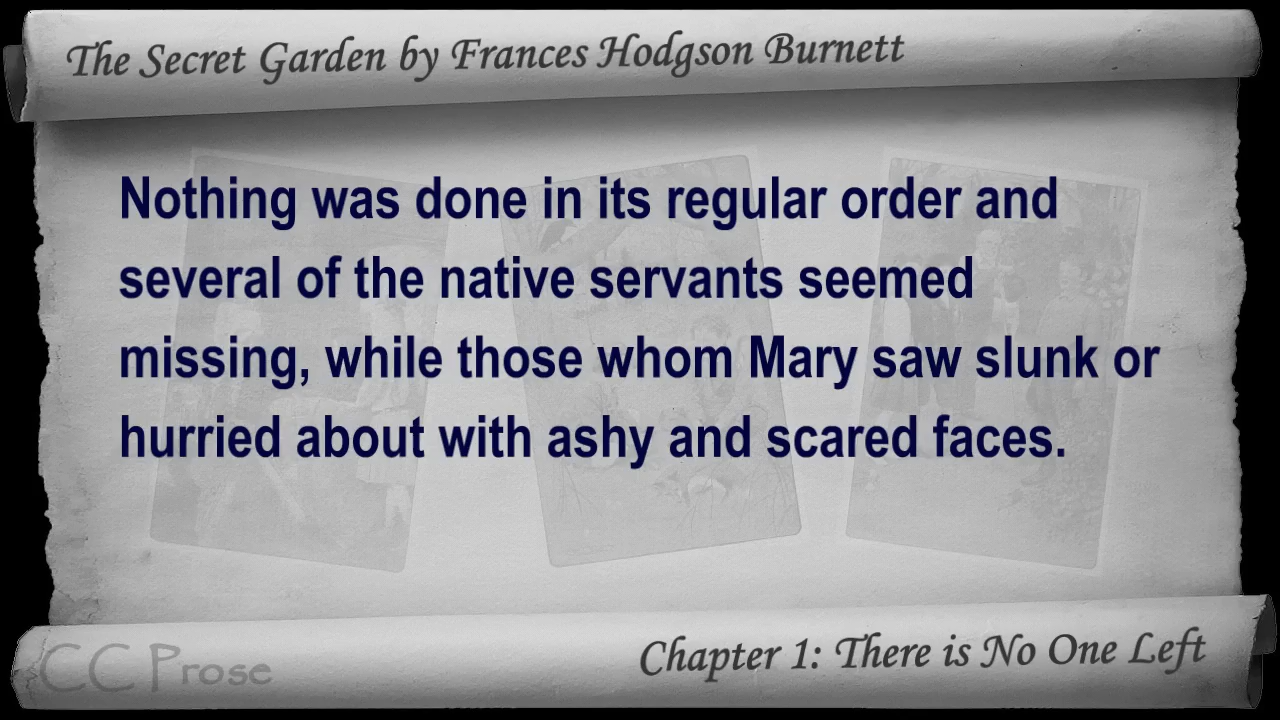 The Secret Garden by Frances Hodgson Burnett
Nothing was done in its regular order and
several of the native servants seemed
missing, while those whom Mary saw slunk or
hurried about with ashy and scared faces.
CC Prose
Chapter 1: There is No One Left